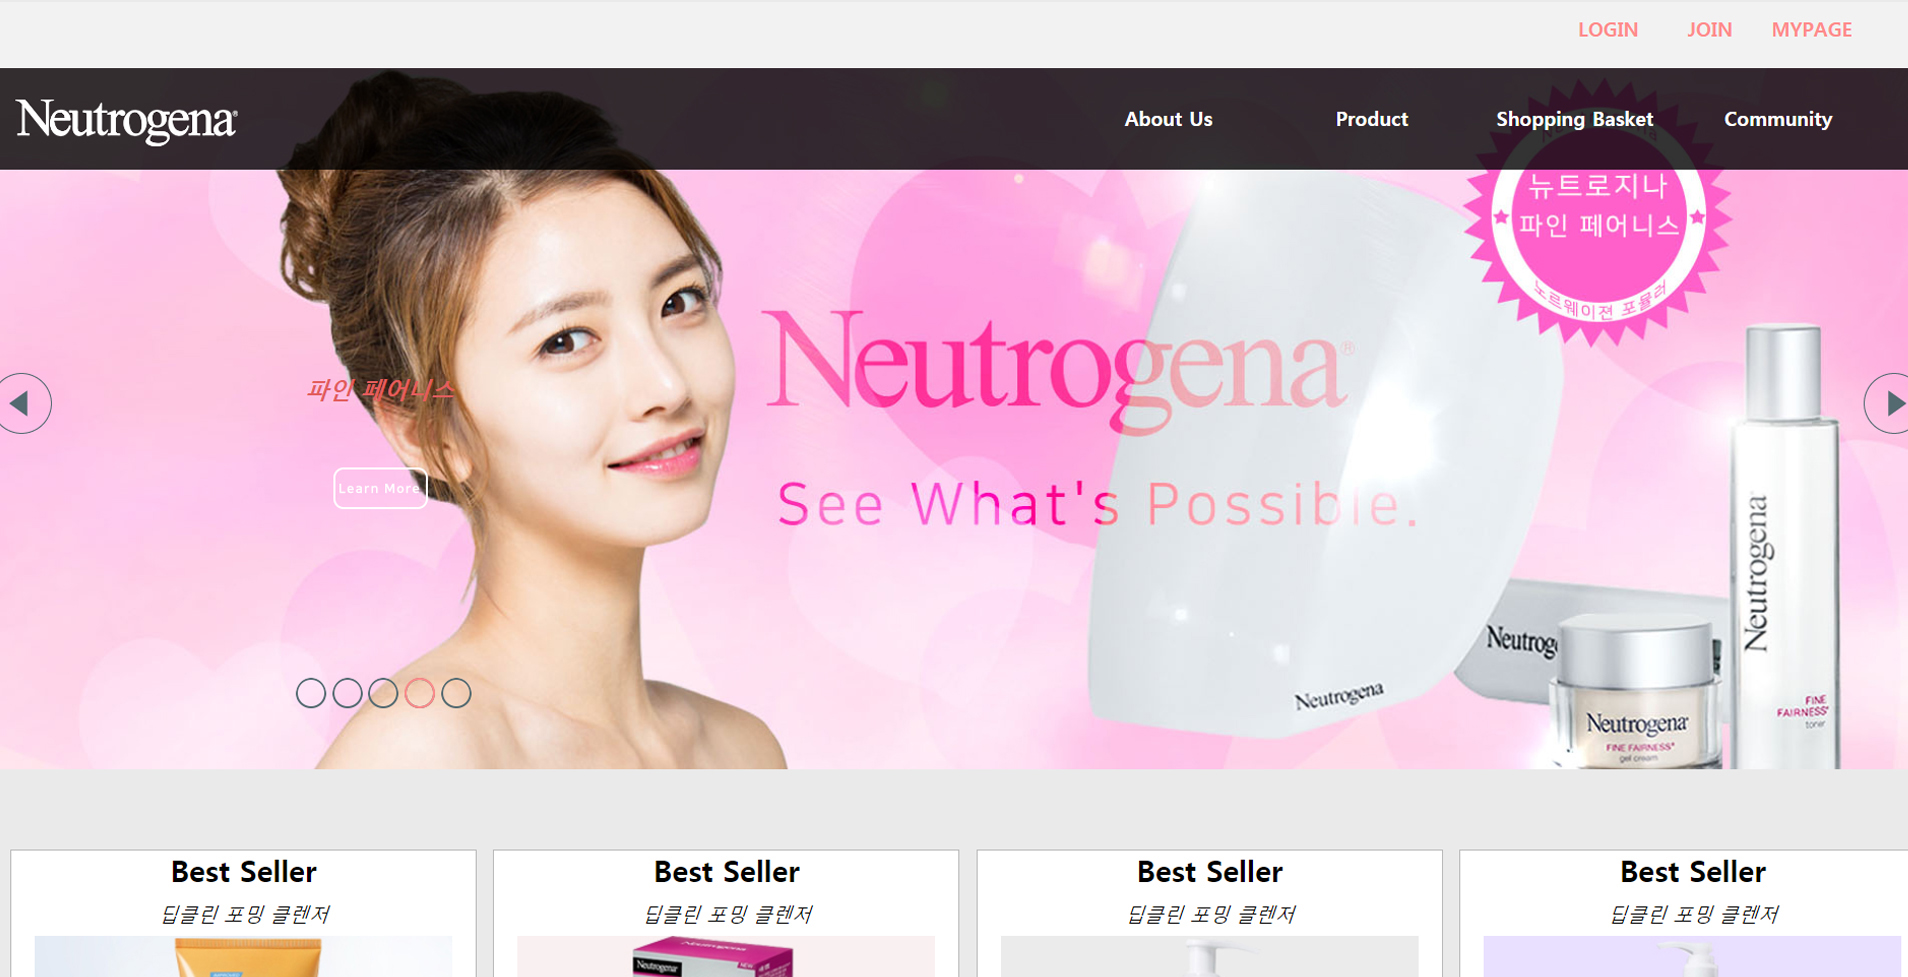 LOGIN JOIN MYPAGE
Neutrogena®
About Us Product Shopping Basket Community
뉴트로지나
파인 페어니스
노르웨이젼 포뮬러
Neutrogena®
파인 페어니스
See What's Possible.
Learn More
Neutrogena
Neutrog
Neutrogena
FINE
FAIRNESS®
toner
Neutrogena®
FINE FAIRNESS®
gel cream
Neutrogena
Best Seller Best Seller Best Seller Best Seller
딥클린 포밍 클렌저 딥클린 포밍 클렌저 딥클린 포밍 클렌저 딥클린 포밍 클렌저
Neutrogena
NEW